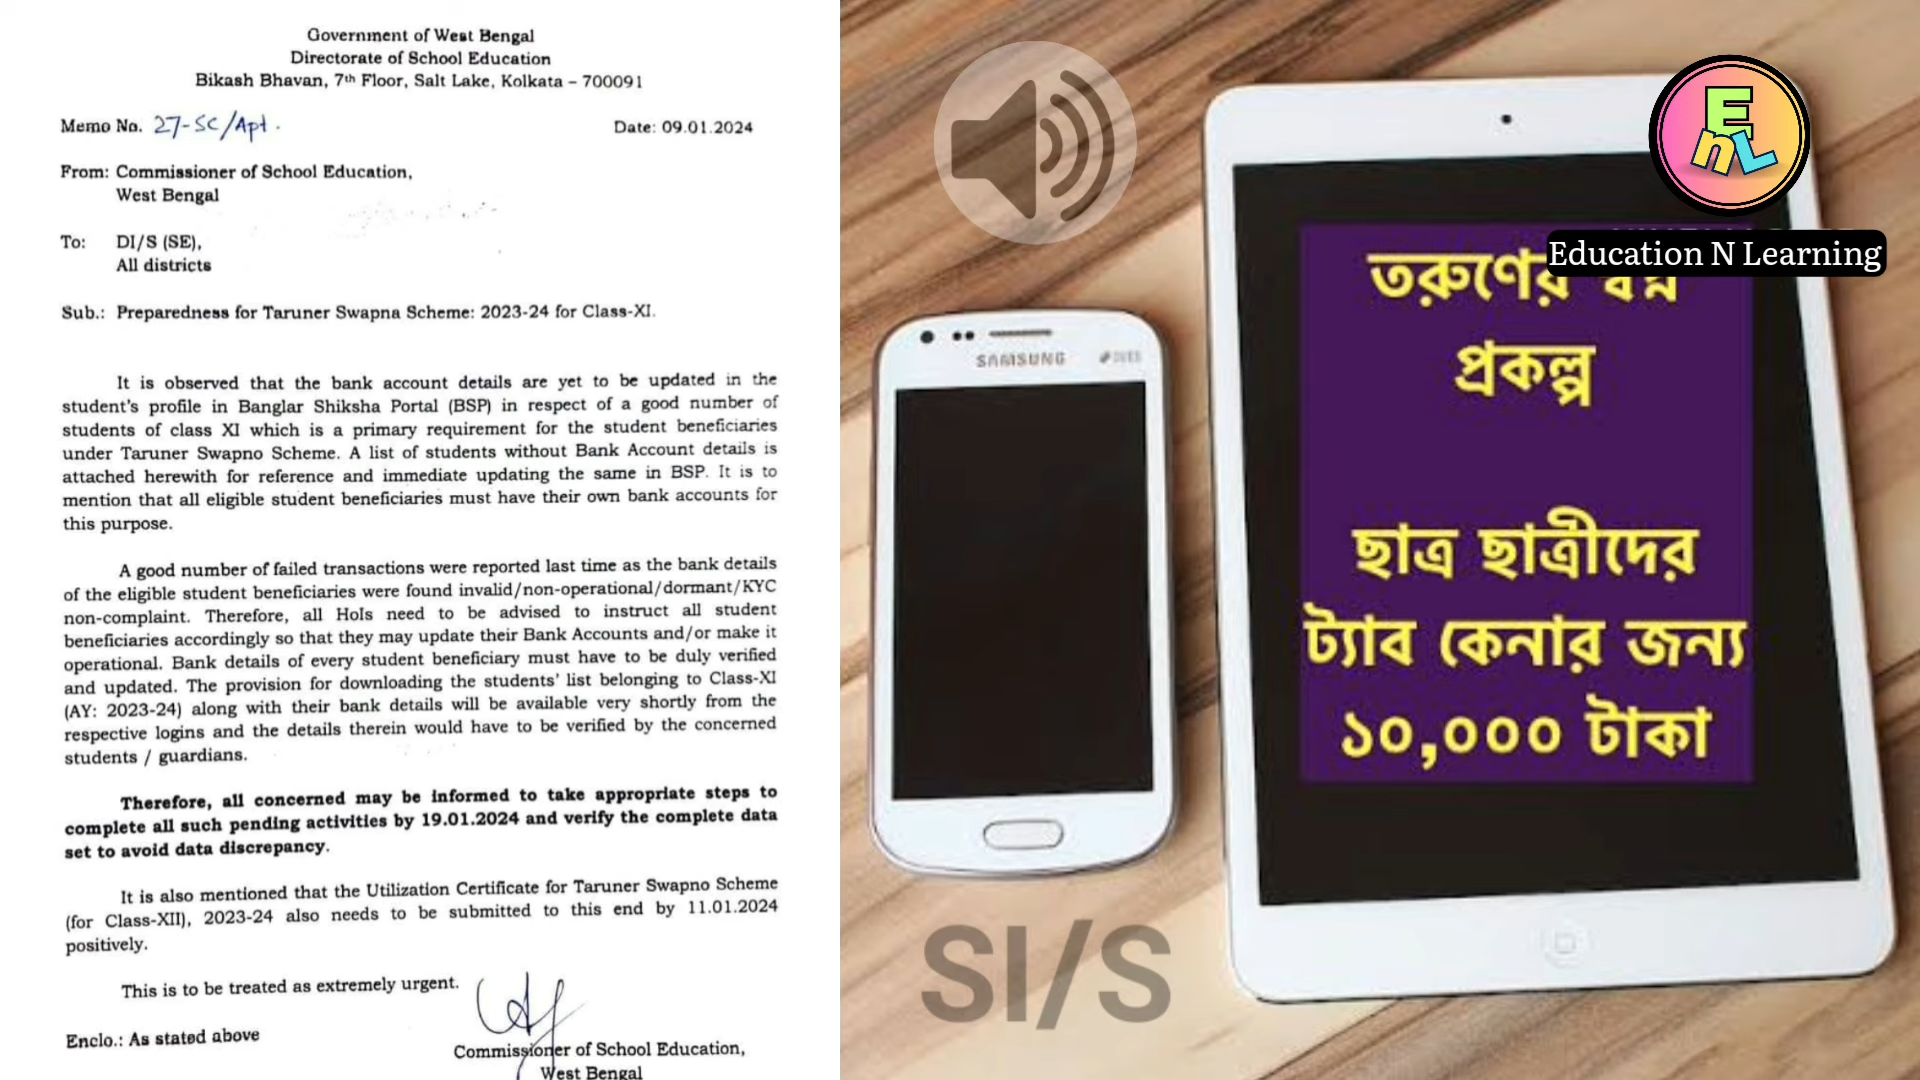 Government of West Bengal
Directorate of School Education
Bikash Bhavan, 7th Floor, Salt Lake, Kolkata – 700091
Memo No. 27-SC/Apt.
Date: 09.01.2024
From: Commissioner of School Education,
West Bengal
To: DI/S (SE),
All districts
Sub.: Preparedness for Taruner Swapna Scheme: 2023-24 for Class-XI.
It is observed that the bank account details are yet to be updated in the
student's profile in Banglar Shiksha Portal (BSP) in respect of a good number of
students of class XI which is a primary requirement for the student beneficiaries
under Taruner Swapno Scheme. A list of students without Bank Account details is
attached herewith for reference and immediate updating the same in BSP. It is to
mention that all eligible student beneficiaries must have their own bank accounts for
this purpose.
A good number of failed transactions were reported last time as the bank details
of the eligible student beneficiaries were found invalid/non-operational/dormant/KYC
non-complaint. Therefore, all HoIs need to be advised to instruct all student
beneficiaries accordingly so that they may update their Bank Accounts and/or make it
operational. Bank details of every student beneficiary must have to be duly verified
and updated. The provision for downloading the students' list belonging to Class-XI
(AY: 2023-24) along with their bank details will be available very shortly from the
respective logins and the details therein would have to be verified by the concerned
students / guardians.
Therefore, all concerned may be informed to take appropriate steps to
complete all such pending activities by 19.01.2024 and verify the complete data
set to avoid data discrepancy.
It is also mentioned that the Utilization Certificate for Taruner Swapno Scheme
(for Class-XII), 2023-24 also needs to be submitted to this end by 11.01.2024
positively.
This is to be treated as extremely urgent.
Enclo.: As stated above
Commissioner of School Education,
West Bengal
SAMSUNG
DUOS
SI/S
EnL
Education N Learning
তরুণের
প্রকল্প
ছাত্র ছাত্রীদের
ট্যাব কেনার জন্য
১০,০০০ টাকা